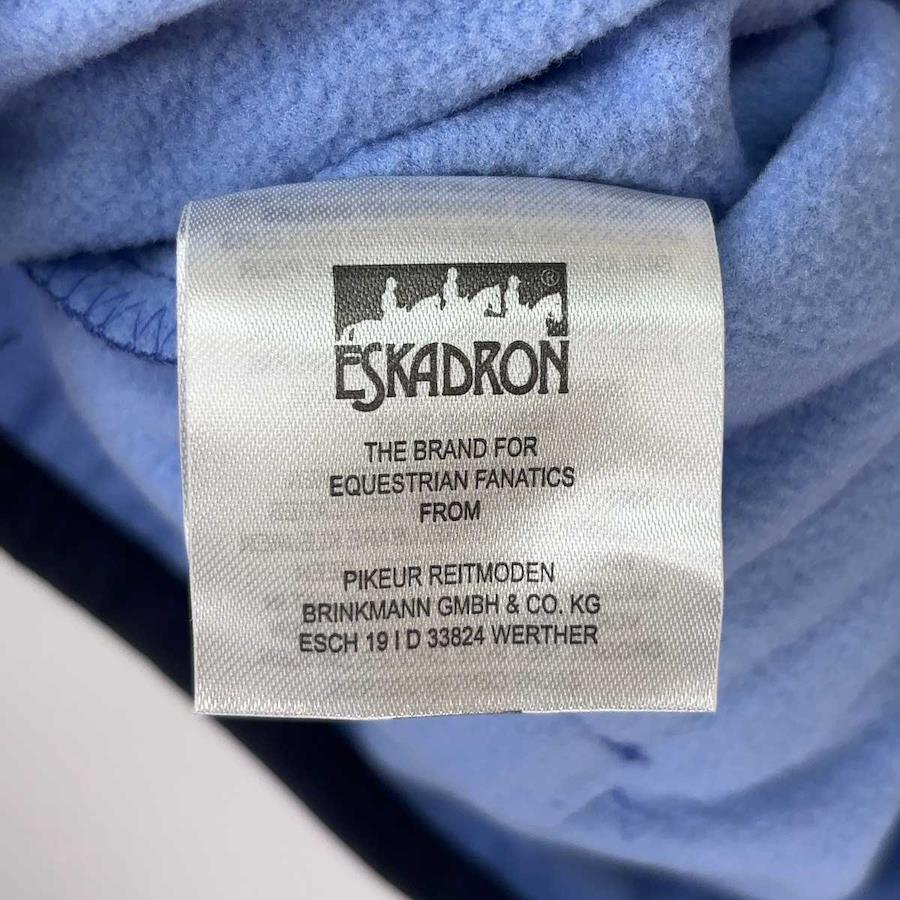 ®
ESKADRON
THE BRAND FOR
EQUESTRIAN FANATICS
FROM
PIKEUR REITMODEN
BRINKMANN GMBH & CO. KG
ESCH 19 I D 33824 WERTHER